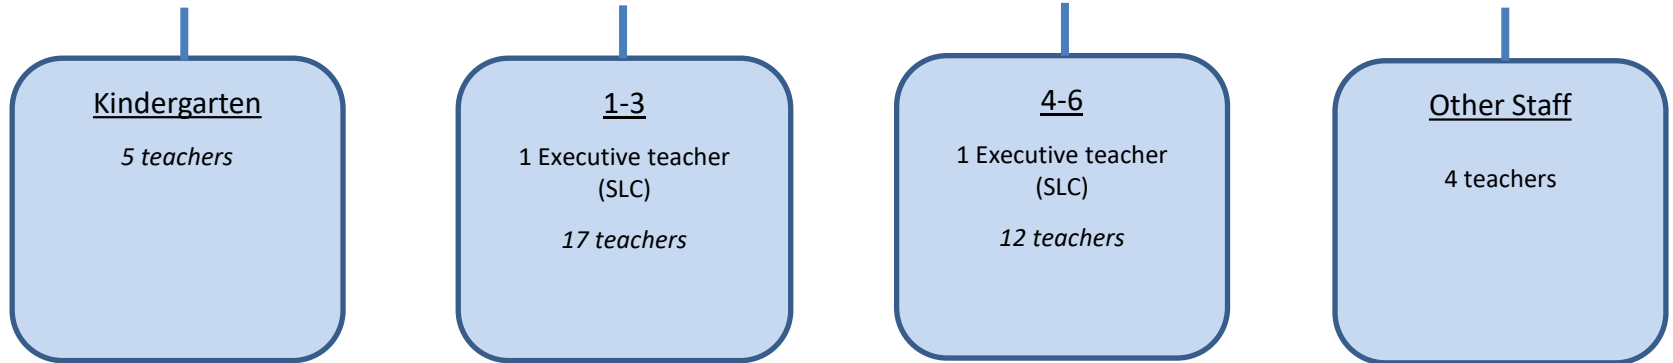 Kindergarten
5 teachers
1-3
1 Executive teacher
(SLC)
17 teachers
4-6
1 Executive teacher
(SLC)
12 teachers
Other Staff
4 teachers